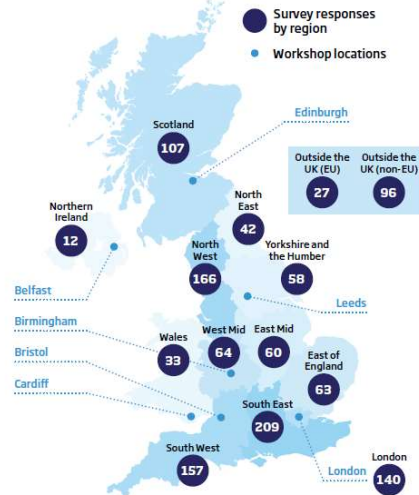 Survey responses
by region
Workshop locations
Edinburgh
Scotland
107
Outside the
UK (EU)
27
Outside the
UK (non-EU)
96
Northern
Ireland
12
North
East
42
North
West
166
Yorkshire and
the Humber
58
Belfast
Leeds
Birmingham
Wales
33
West Mid
64
East Mid
60
Bristol
East of
England
63
Cardiff
South East
209
South West
157
London
London
140